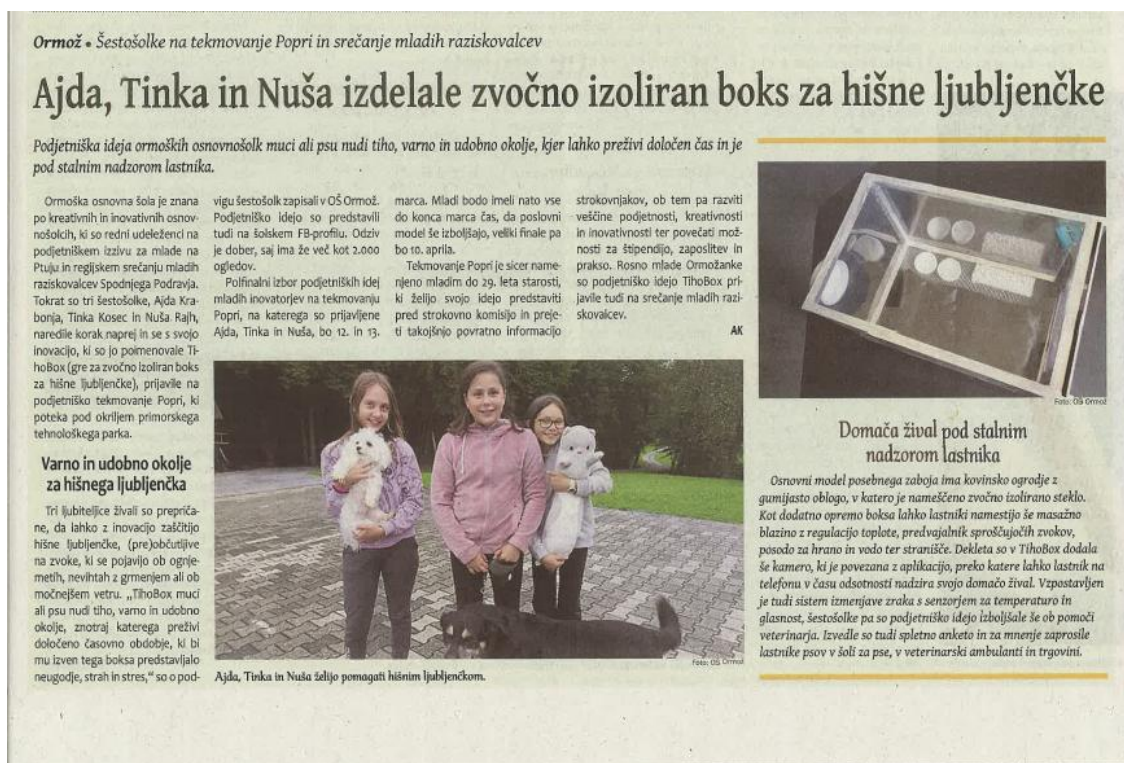 Ormož • Šestošolke na tekmovanje Popri in srečanje mladih raziskovalcev
Ajda, Tinka in Nuša izdelale zvočno izoliran boks za hišne ljubljenčke
Podjetniška ideja ormoških osnovnošolk muci ali psu nudi tiho, varno in udobno okolje, kjer lahko preživi določen čas in je
pod stalnim nadzorom lastnika.
Ormoška osnovna šola je znana
po kreativnih in inovativnih osnov-
nošolcih, ki so redni udeleženci na
podjetniškem izzivu za mlade na
Ptuju in regijskem srečanju mladih
raziskovalcev Spodnjega Podravja.
Tokrat so tri šestošolke, Ajda Kra-
bonja, Tinka Kosec in Nuša Rajh,
naredile korak naprej in se s svojo
inovacijo, ki so jo poimenovale Ti-
hoBox (gre za zvočno izoliran boks
za hišne ljubljenčke), prijavile na
podjetniško tekmovanje Popri, ki
poteka pod okriljem primorskega
tehnološkega parka.
Varno in udobno okolje
za hišnega ljubljenčka
Tri ljubiteljice živali so prepriča-
ne, da lahko z inovacijo zaščitijo
hišne ljubljenčke, (pre)občutljive
na zvoke, ki se pojavijo ob ognje-
metih, nevihtah z grmenjem ali ob
močnejšem vetru. „TihoBox muci
ali psu nudi tiho, varno in udobno
okolje, znotraj katerega preživi
določeno časovno obdobje, ki bi
mu izven tega boksa predstavljalo
neugodje, strah in stres,“ so o pod-
vigu šestošolk zapisali v OŠ Ormož.
Podjetniško idejo so predstavili
tudi na šolskem FB-profilu. Odziv
je dober, saj ima že več kot 2.000
ogledov.
Polfinalni izbor podjetniških idej
mladih inovatorjev na tekmovanju
Popri, na katerega so prijavljene
Ajda, Tinka in Nuša, bo 12. in 13.
marca. Mladi bodo imeli nato vse
do konca marca čas, da poslovni
model še izboljšajo, veliki finale pa
bo 10. aprila.
Tekmovanje Popri je sicer name-
njeno mladim do 29. leta starosti,
ki želijo svojo idejo predstaviti
pred strokovno komisijo in preje-
ti takojšnjo povratno informacijo
strokovnjakov, ob tem pa razviti
veščine podjetnosti, kreativnosti
in inovativnosti ter povečati mož-
nosti za štipendijo, zaposlitev in
prakso. Rosno mlade Ormožanke
so podjetniško idejo TihoBox pri-
javile tudi na srečanje mladih razi-
skovalcev.
AK
Foto: OŠ Ormož
Ajda, Tinka in Nuša želijo pomagati hišnim ljubljenčkom.
Foto: OŠ Ormož
Domača žival pod stalnim
nadzorom lastnika
Osnovni model posebnega zaboja ima kovinsko ogrodje z
gumijasto oblogo, v katero je nameščeno zvočno izolirano steklo.
Kot dodatno opremo boksa lahko lastniki namestijo še masažno
blazino z regulacijo toplote, predvajalnik sproščujočih zvokov,
posodo za hrano in vodo ter stranišče. Dekleta so v TihoBox dodala
še kamero, ki je povezana z aplikacijo, preko katere lahko lastnik na
telefonu v času odsotnosti nadzira svojo domačo žival. Vzpostavljen
je tudi sistem izmenjave zraka s senzorjem za temperaturo in
glasnost, šestošolke pa so podjetniško idejo izboljšale še ob pomoči
veterinarja. Izvedle so tudi spletno anketo in za mnenje zaprosile
lastnike psov v šoli za pse, v veterinarski ambulanti in trgovini.